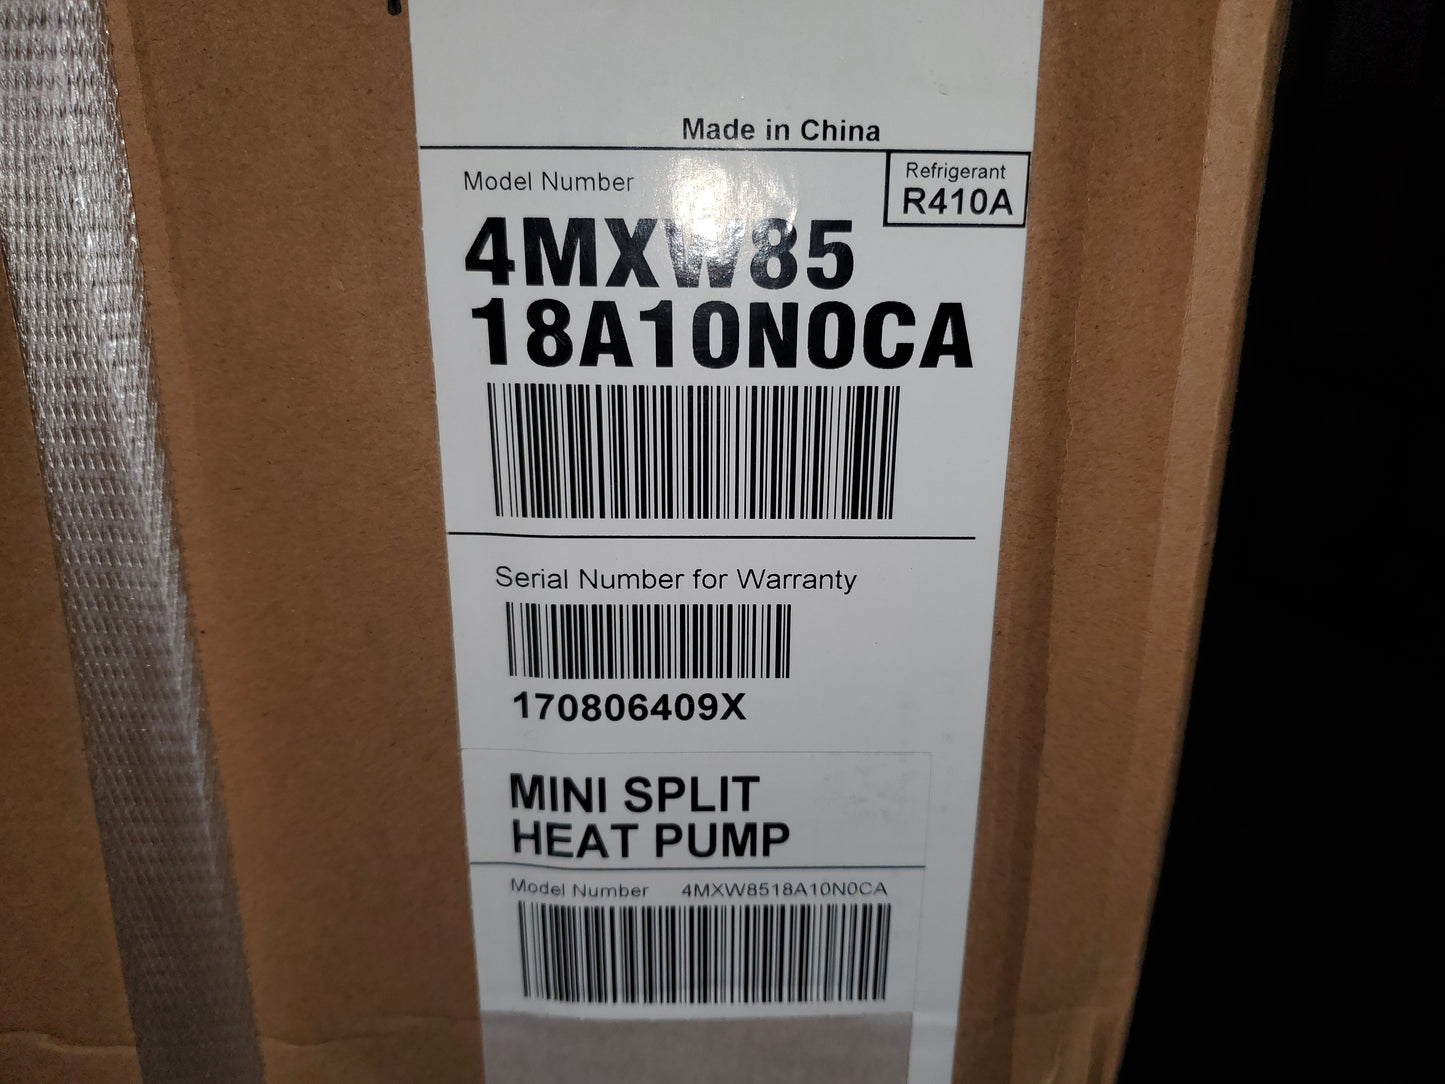 Made in China
Model Number
Refrigerant
R410A
4MXW85
18A10N0CA
Serial Number for Warranty
170806409X
MINI SPLIT
HEAT PUMP
Model Number 4MXW8518A10N0CA